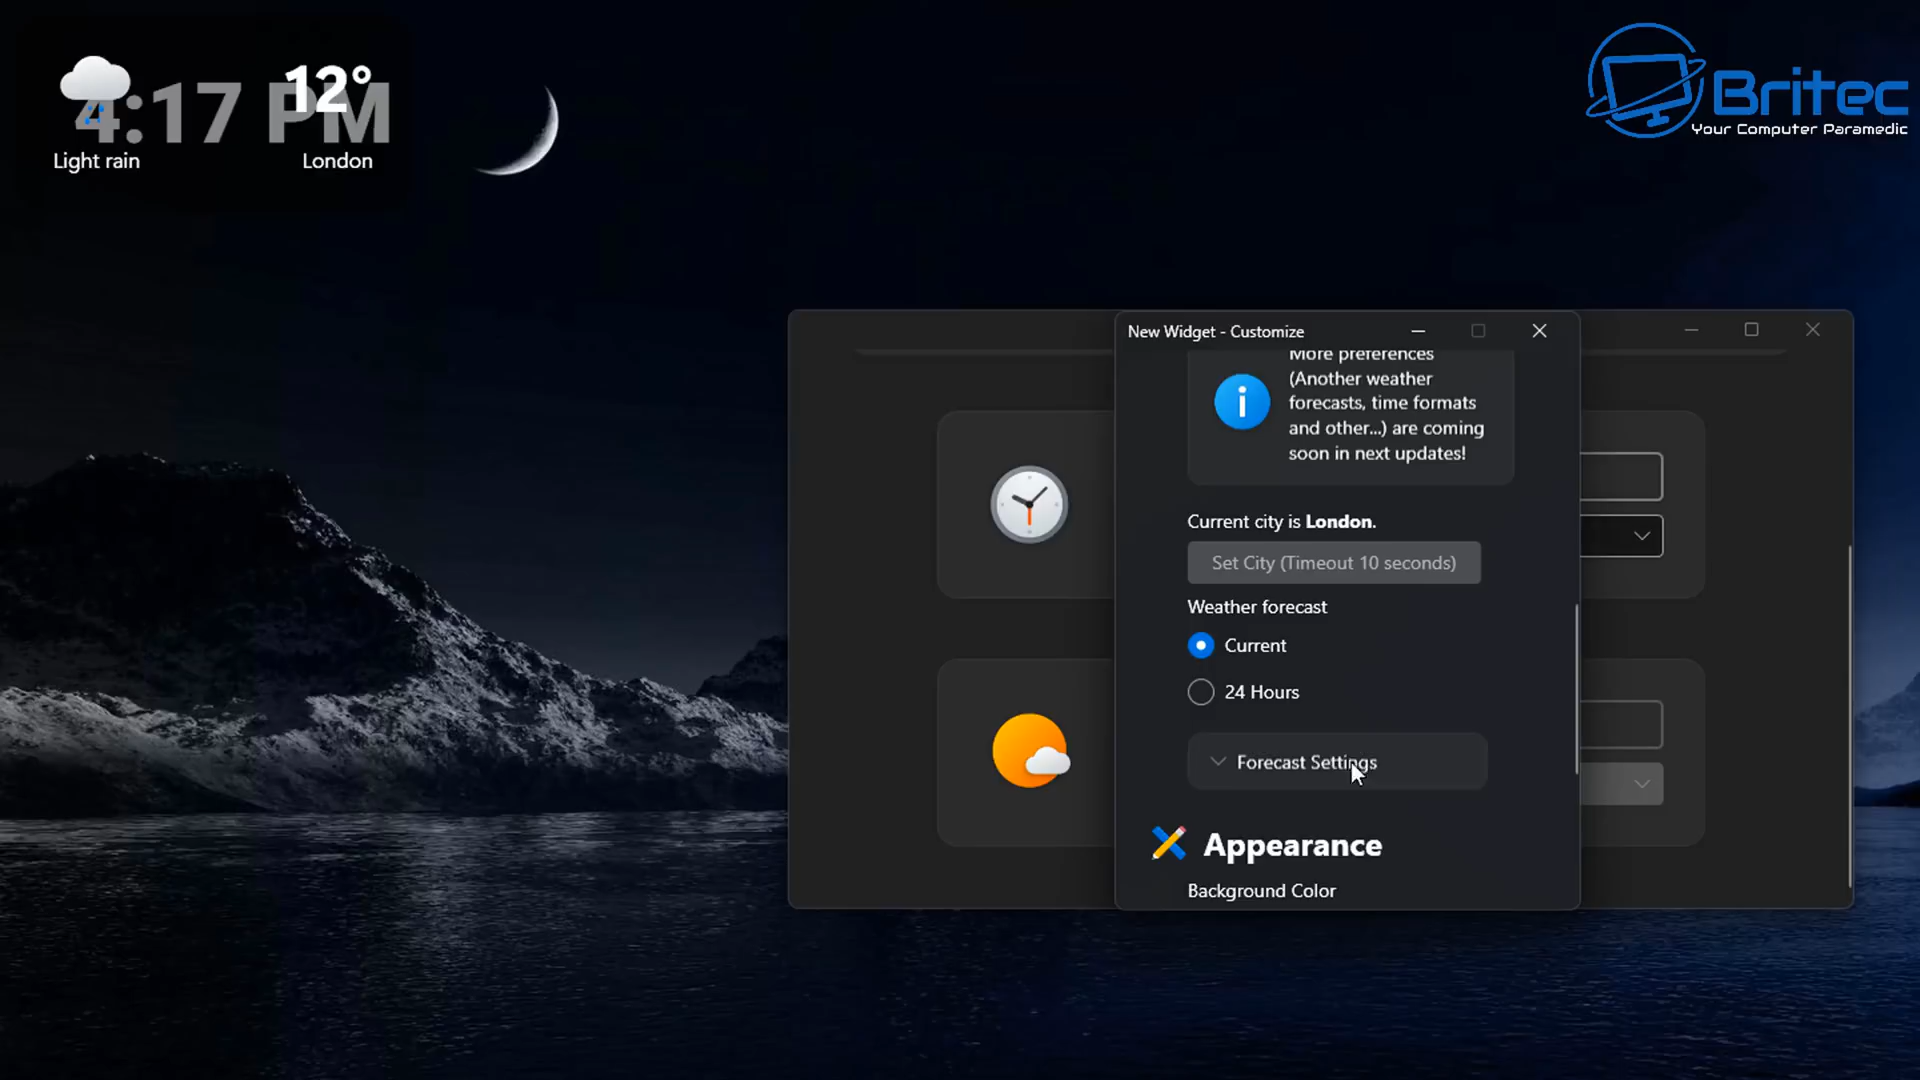 4:17 PM
12°
Light rain
London
Britec
Your Computer Paramedic
New Widget - Customize
More preferences
(Another weather
forecasts, time formats
and other...) are coming
soon in next updates!
Current city is London.
Set City (Timeout 10 seconds)
Weather forecast
Current
24 Hours
Forecast Settings
Appearance
Background Color